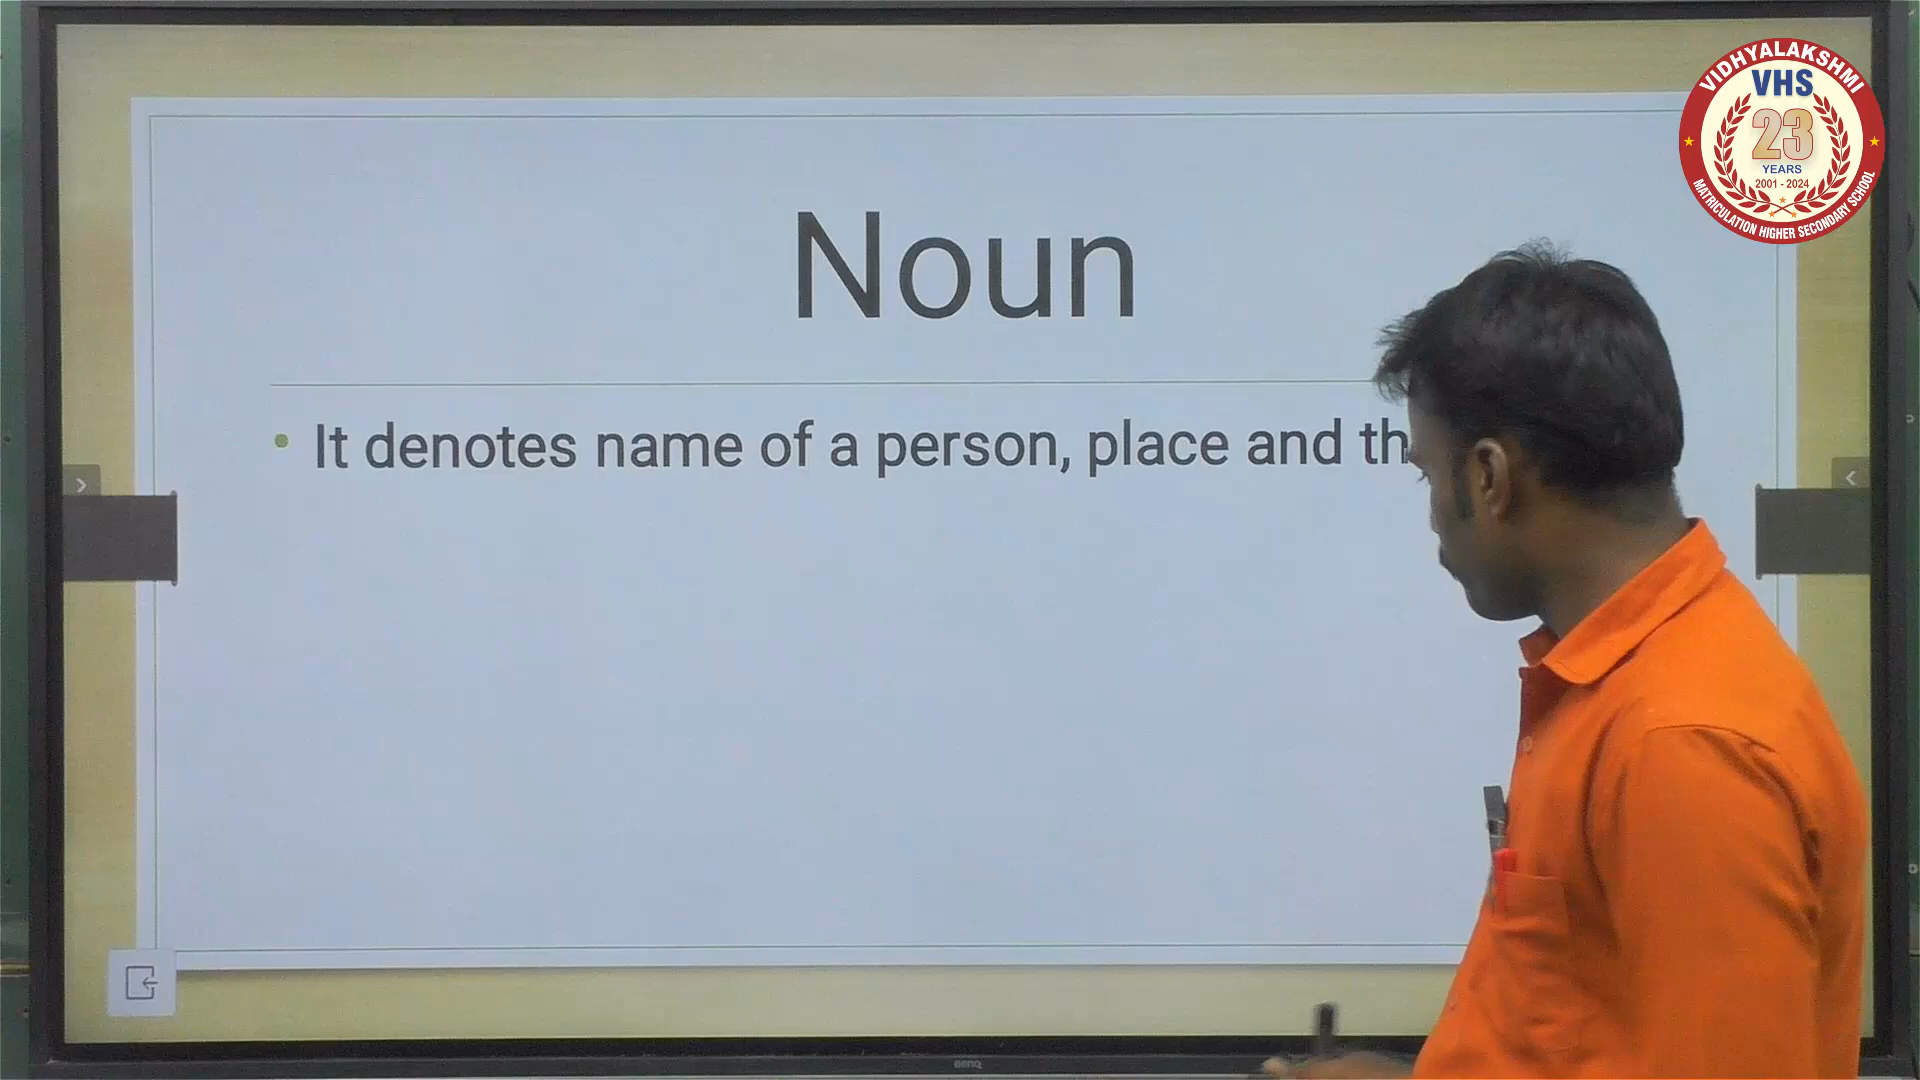 VIDHYALAKSHMI
VHS
23
YEARS
2001 - 2024
MATRICULATION HIGHER SECONDARY SCHOOL
Noun
It denotes name of a person, place and th
BenQ